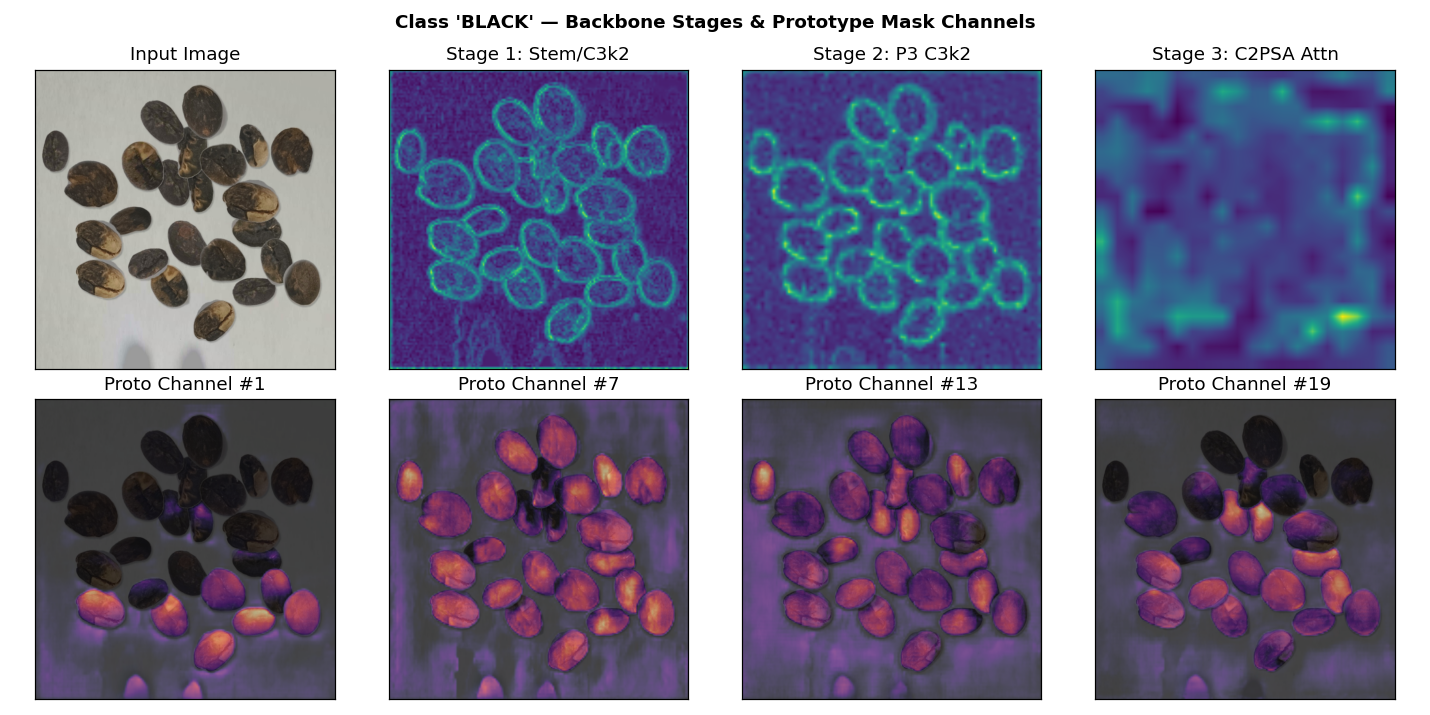 Class 'BLACK' — Backbone Stages & Prototype Mask Channels
Input Image
Stage 1: Stem/C3k2
Stage 2: P3 C3k2
Stage 3: C2PSA Attn
Proto Channel #1
Proto Channel #7
Proto Channel #13
Proto Channel #19